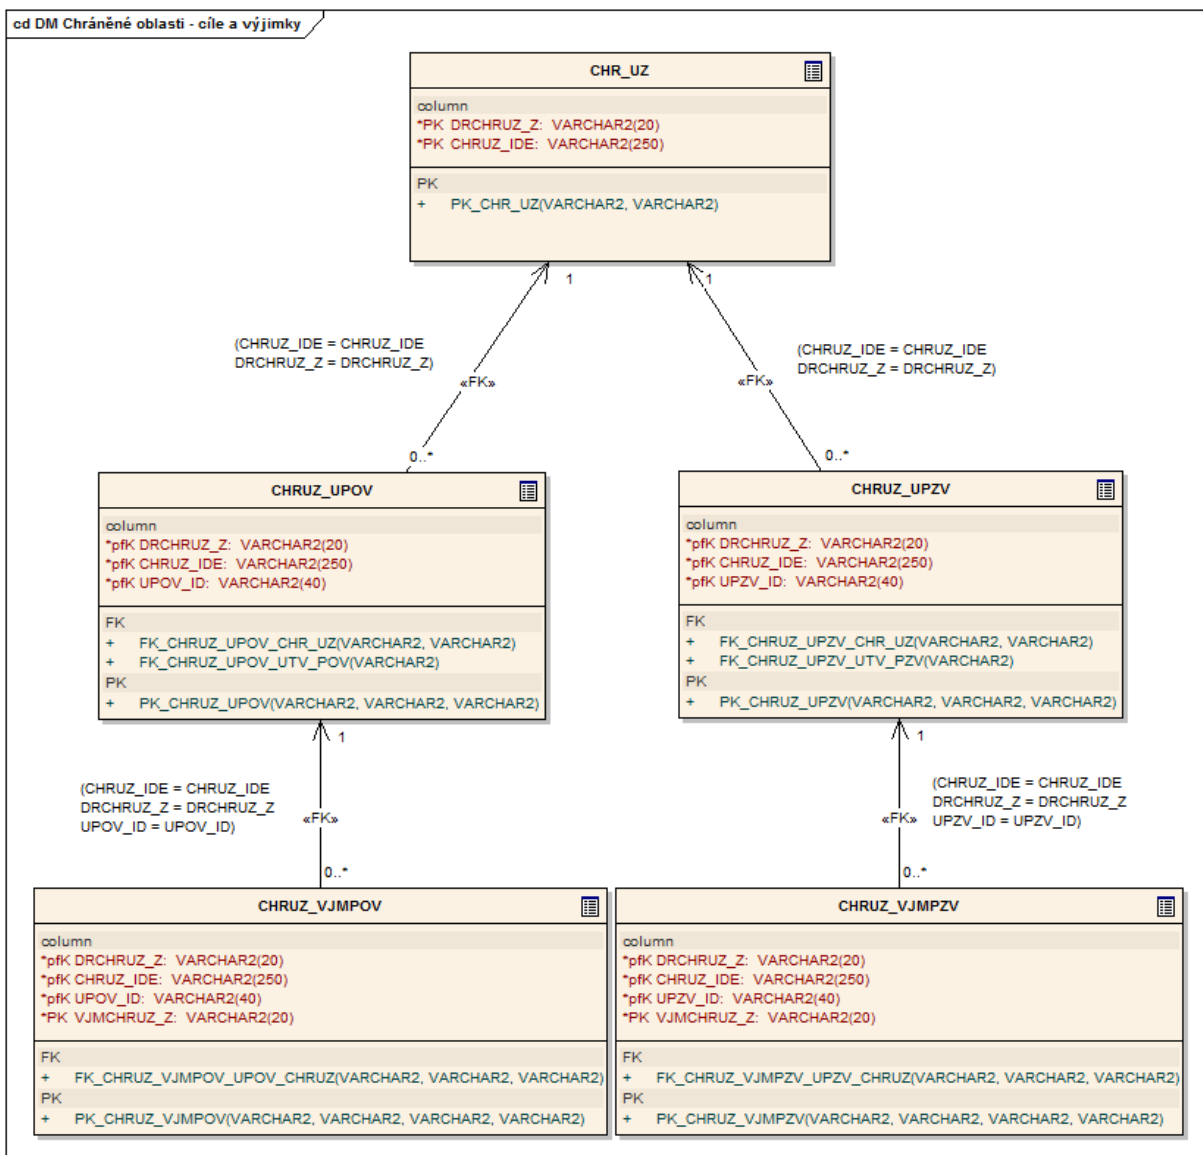 cd DM Chráněné oblasti - cíle a výjimky
CHR_UZ
column
*PK DRCHRUZ_Z: VARCHAR2(20)
*PK CHRUZ_IDE: VARCHAR2(250)
PK
+ PK_CHR_UZ(VARCHAR2, VARCHAR2)
1
1
(CHRUZ_IDE = CHRUZ_IDE
DRCHRUZ_Z = DRCHRUZ_Z)
«FK»
0..*
(CHRUZ_IDE = CHRUZ_IDE
DRCHRUZ_Z = DRCHRUZ_Z)
«FK»
0..*
CHRUZ_UPOV
column
*pfK DRCHRUZ_Z: VARCHAR2(20)
*pfK CHRUZ_IDE: VARCHAR2(250)
*pfK UPOV_ID: VARCHAR2(40)
FK
+ FK_CHRUZ_UPOV_CHR_UZ(VARCHAR2, VARCHAR2)
+ FK_CHRUZ_UPOV_UTV_POV(VARCHAR2)
PK
+ PK_CHRUZ_UPOV(VARCHAR2, VARCHAR2, VARCHAR2)
CHRUZ_UPZV
column
*pfK DRCHRUZ_Z: VARCHAR2(20)
*pfK CHRUZ_IDE: VARCHAR2(250)
*pfK UPZV_ID: VARCHAR2(40)
FK
+ FK_CHRUZ_UPZV_CHR_UZ(VARCHAR2, VARCHAR2)
+ FK_CHRUZ_UPZV_UTV_PZV(VARCHAR2)
PK
+ PK_CHRUZ_UPZV(VARCHAR2, VARCHAR2, VARCHAR2)
1
(CHRUZ_IDE = CHRUZ_IDE
DRCHRUZ_Z = DRCHRUZ_Z
UPOV_ID = UPOV_ID)
«FK»
0..*
1
(CHRUZ_IDE = CHRUZ_IDE
DRCHRUZ_Z = DRCHRUZ_Z
UPZV_ID = UPZV_ID)
«FK»
0..*
CHRUZ_VJMPOV
column
*pfK DRCHRUZ_Z: VARCHAR2(20)
*pfK CHRUZ_IDE: VARCHAR2(250)
*pfK UPOV_ID: VARCHAR2(40)
*PK VJMCHRUZ_Z: VARCHAR2(20)
FK
+ FK_CHRUZ_VJMPOV_UPOV_CHRUZ(VARCHAR2, VARCHAR2, VARCHAR2)
PK
+ PK_CHRUZ_VJMPOV(VARCHAR2, VARCHAR2, VARCHAR2, VARCHAR2)
CHRUZ_VJMPZV
column
*pfK DRCHRUZ_Z: VARCHAR2(20)
*pfK CHRUZ_IDE: VARCHAR2(250)
*pfK UPZV_ID: VARCHAR2(40)
*PK VJMCHRUZ_Z: VARCHAR2(20)
FK
+ FK_CHRUZ_VJMPZV_UPZV_CHRUZ(VARCHAR2, VARCHAR2, VARCHAR2)
PK
+ PK_CHRUZ_VJMPZV(VARCHAR2, VARCHAR2, VARCHAR2, VARCHAR2)